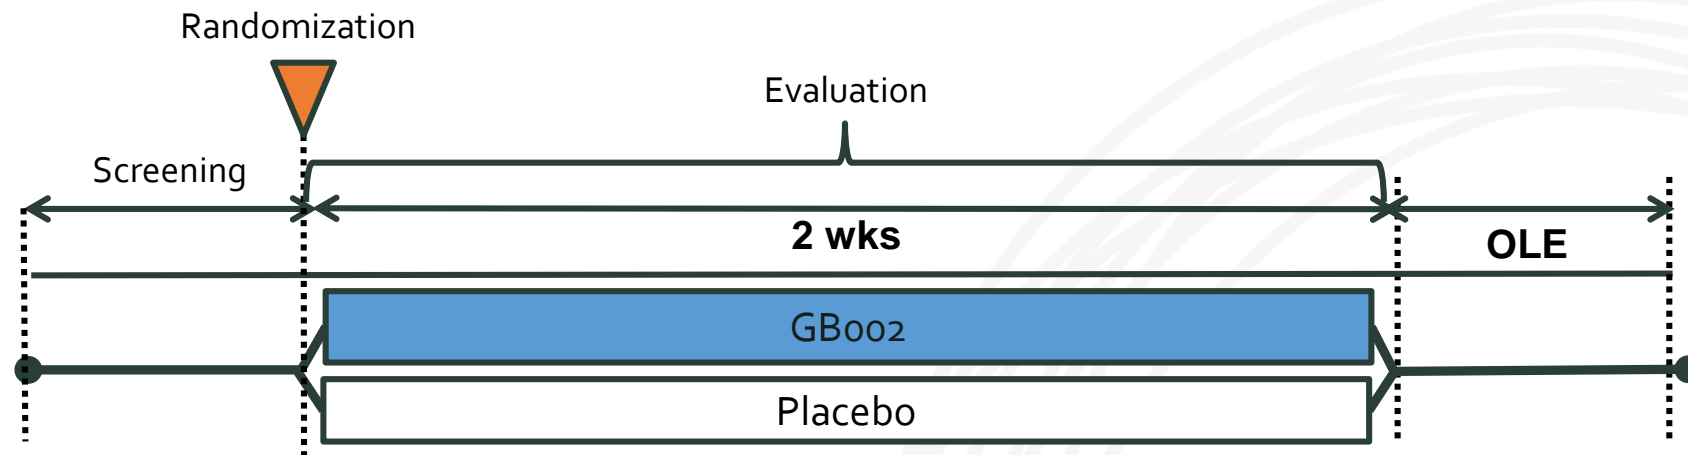 Randomization
Evaluation
Screening
2 wks
OLE
GB002
Placebo